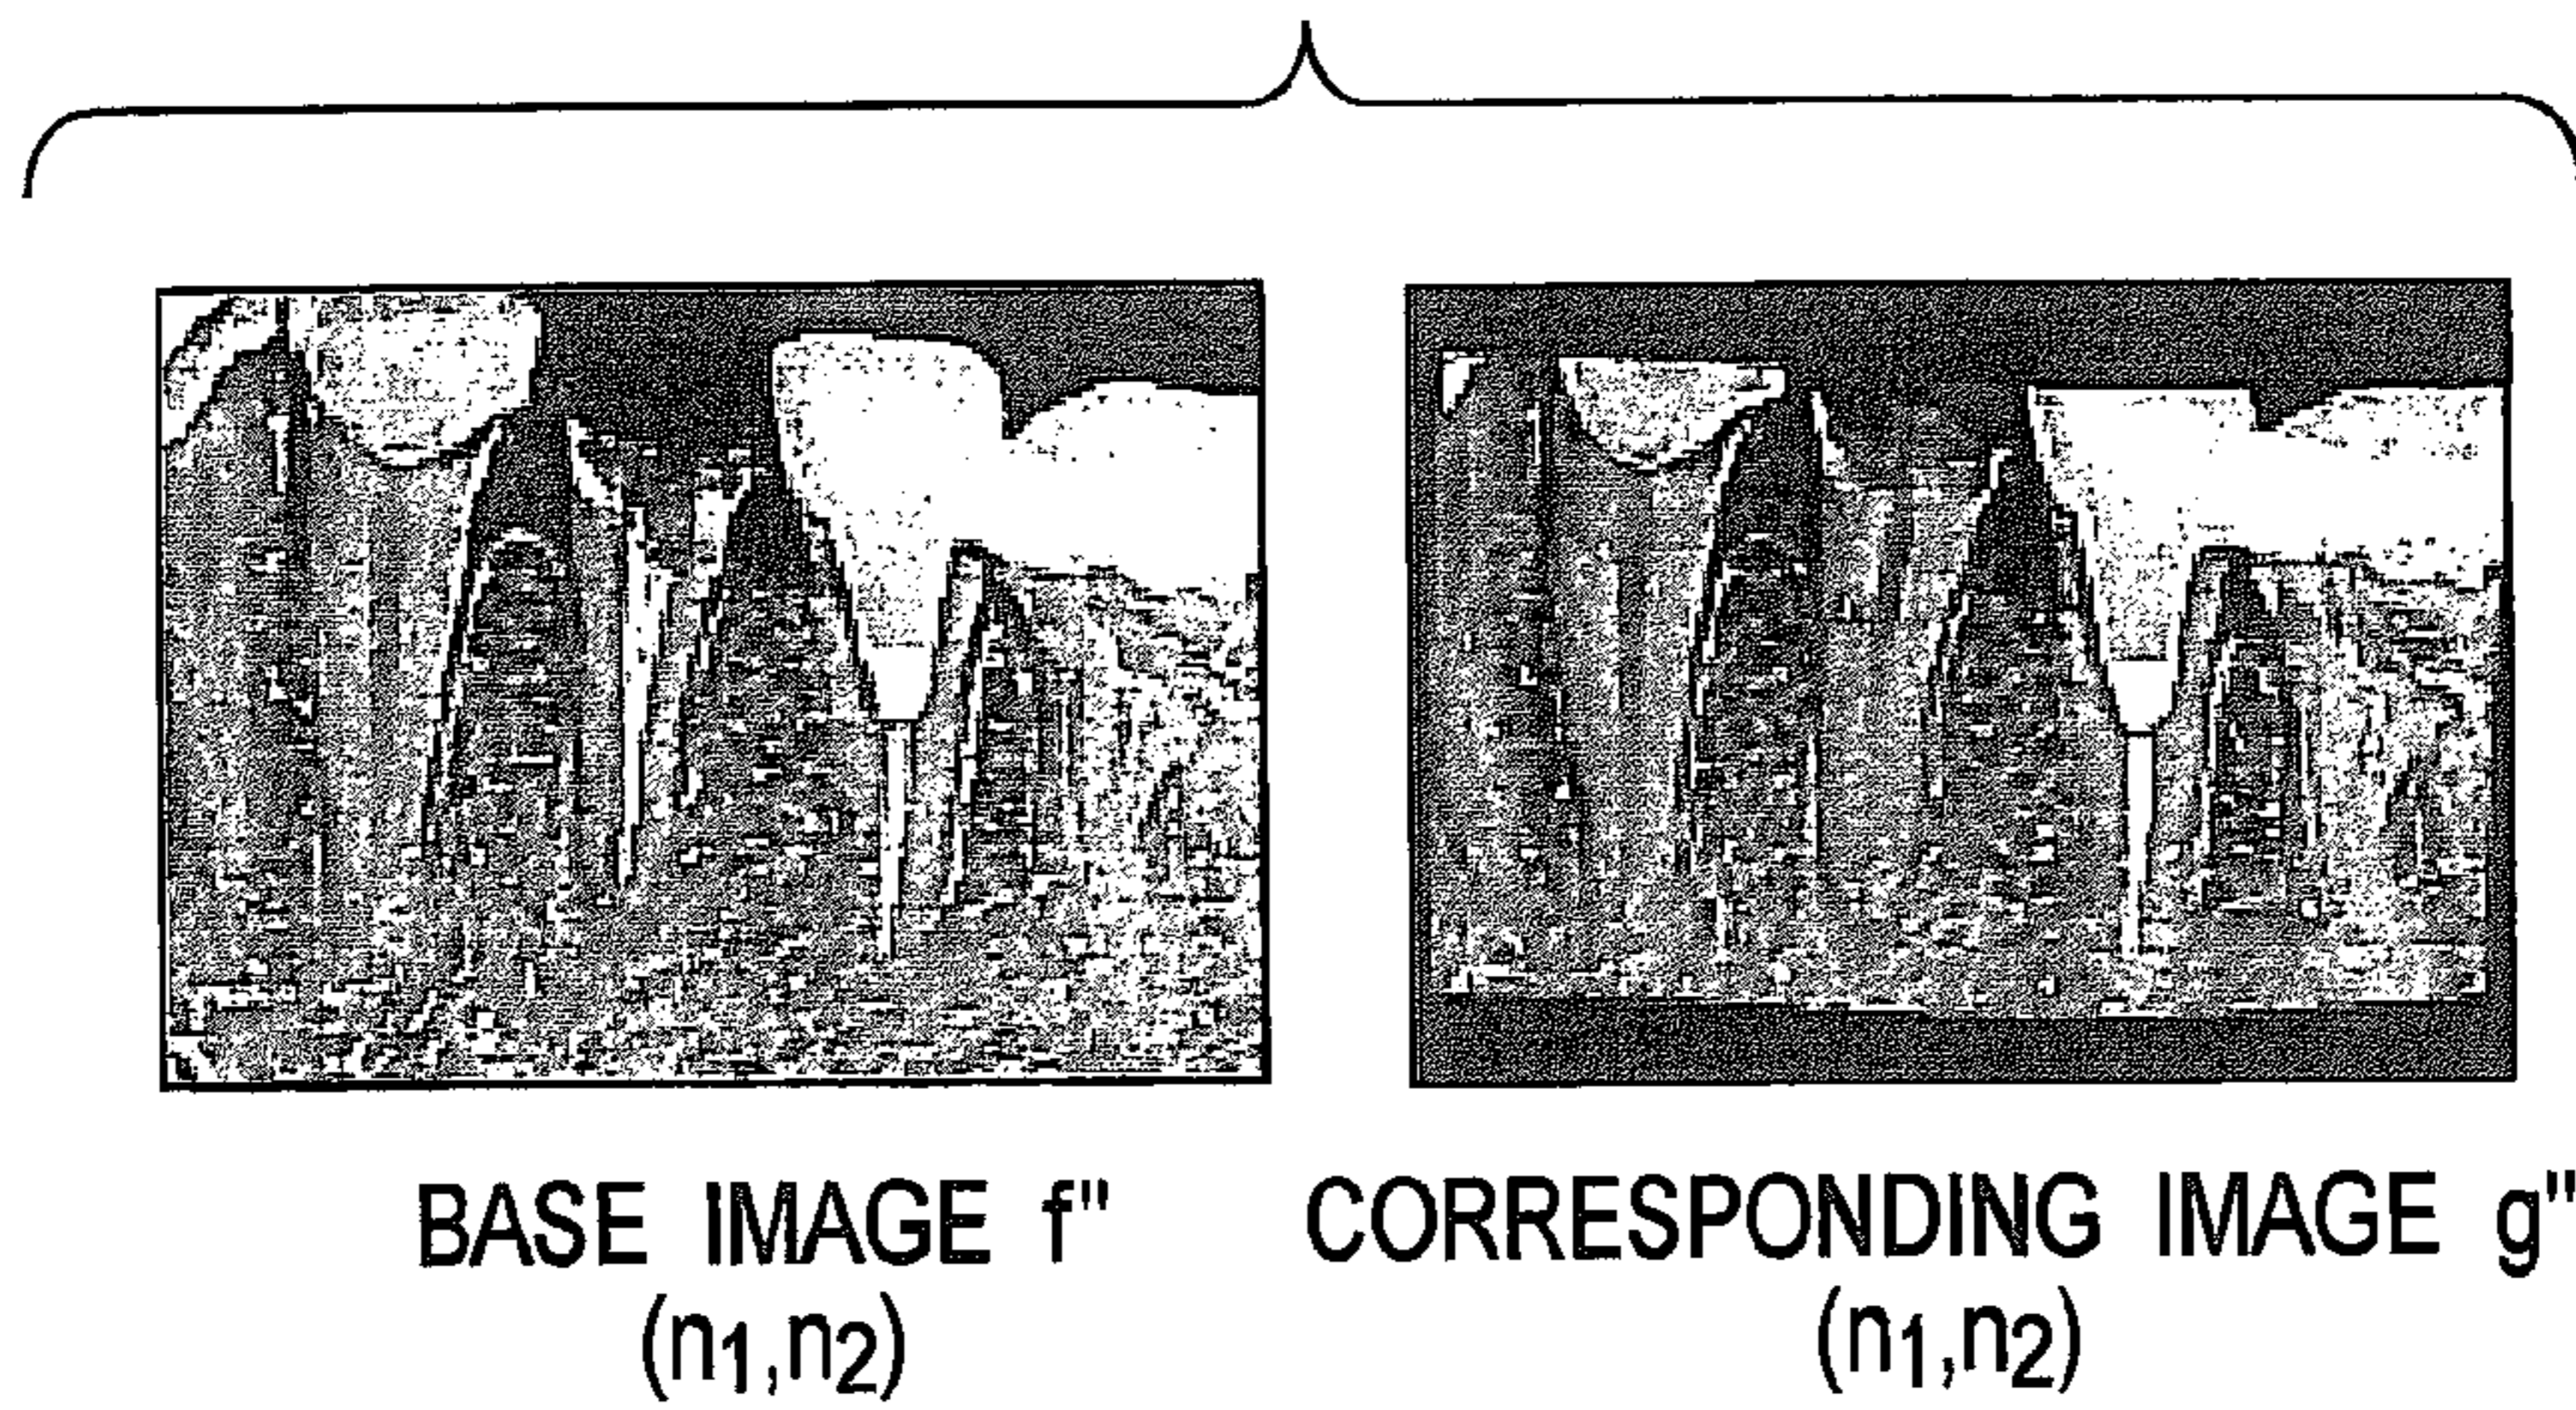 BASE IMAGE f"
(n₁,n₂)
CORRESPONDING IMAGE g"
(n₁,n₂)